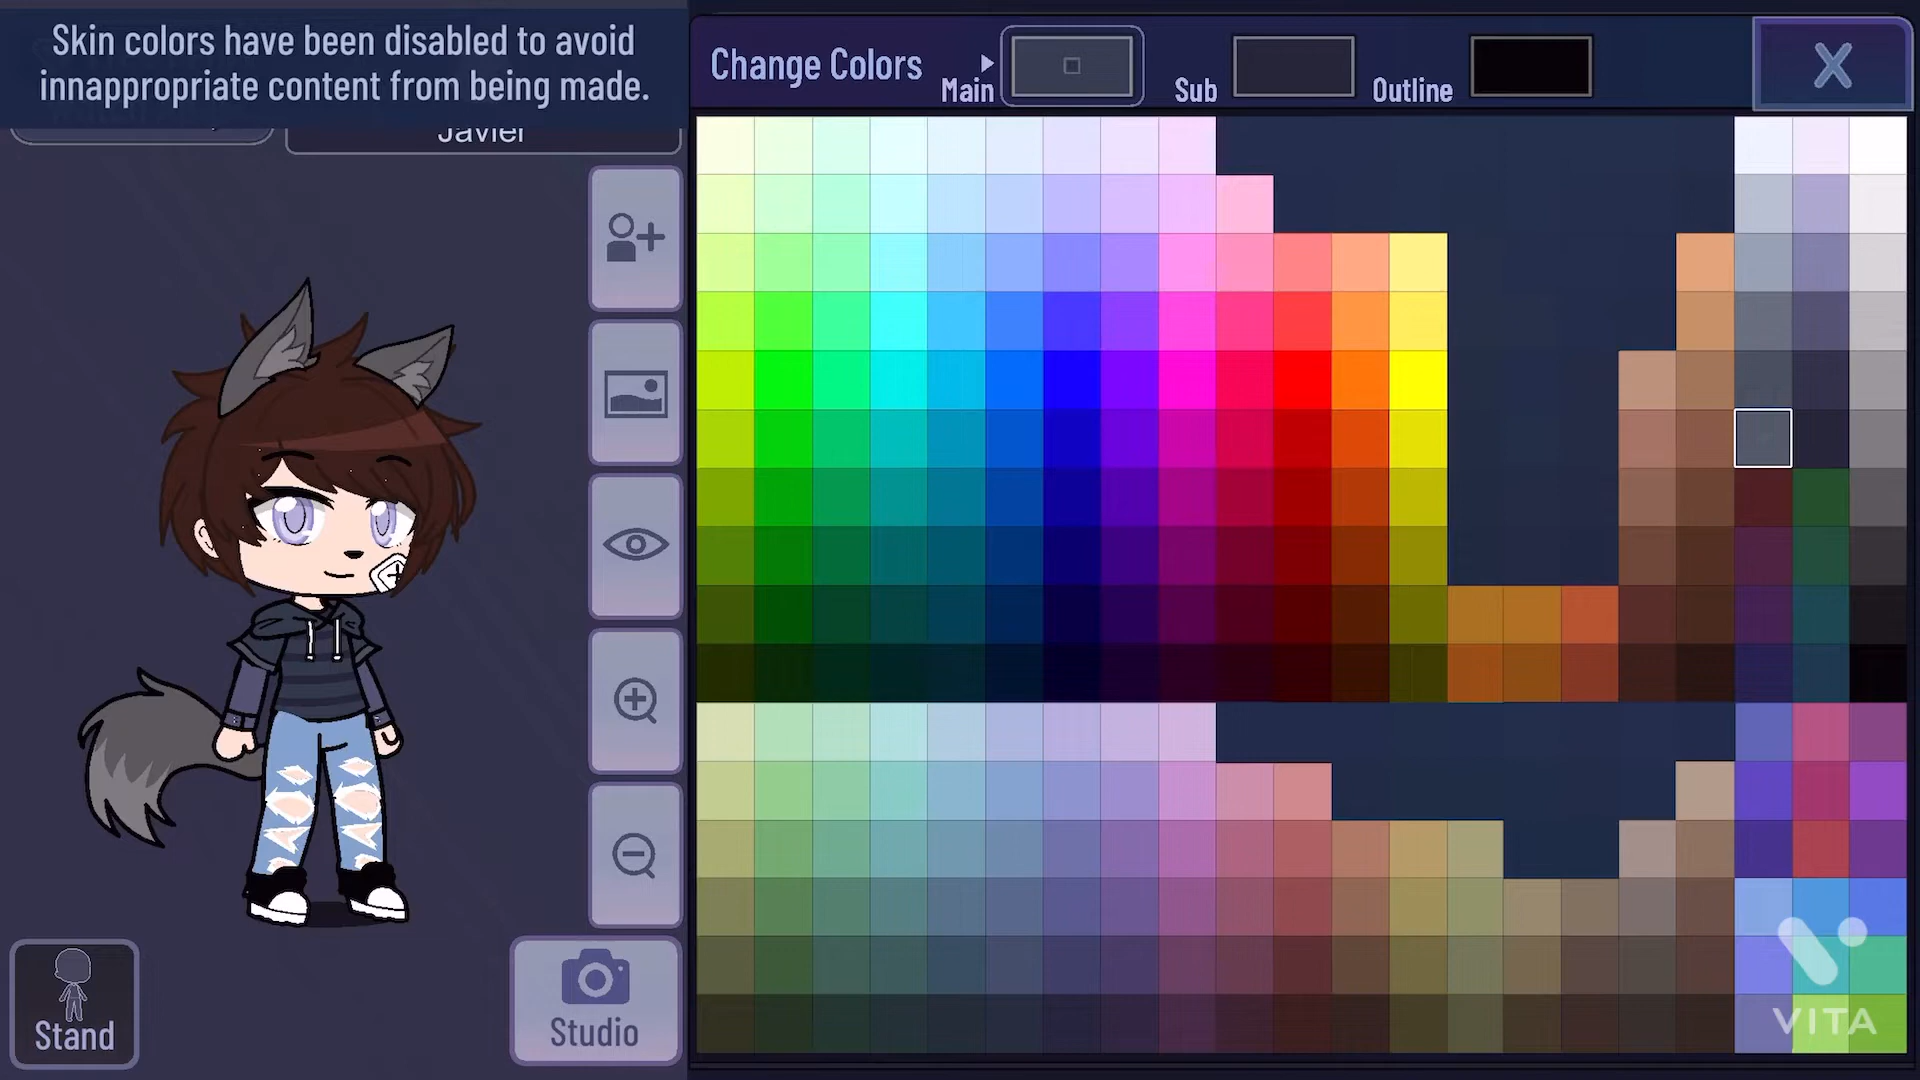 Skin colors have been disabled to avoid
innappropriate content from being made.
Javier
Change Colors
Main
Sub
Outline
X
Stand
Studio
VITA